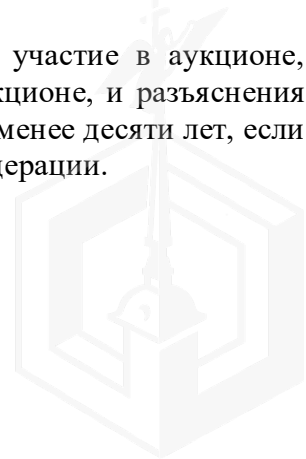 участие в аукционе,
кционе, и разъяснения
менее десяти лет, если
дерации.